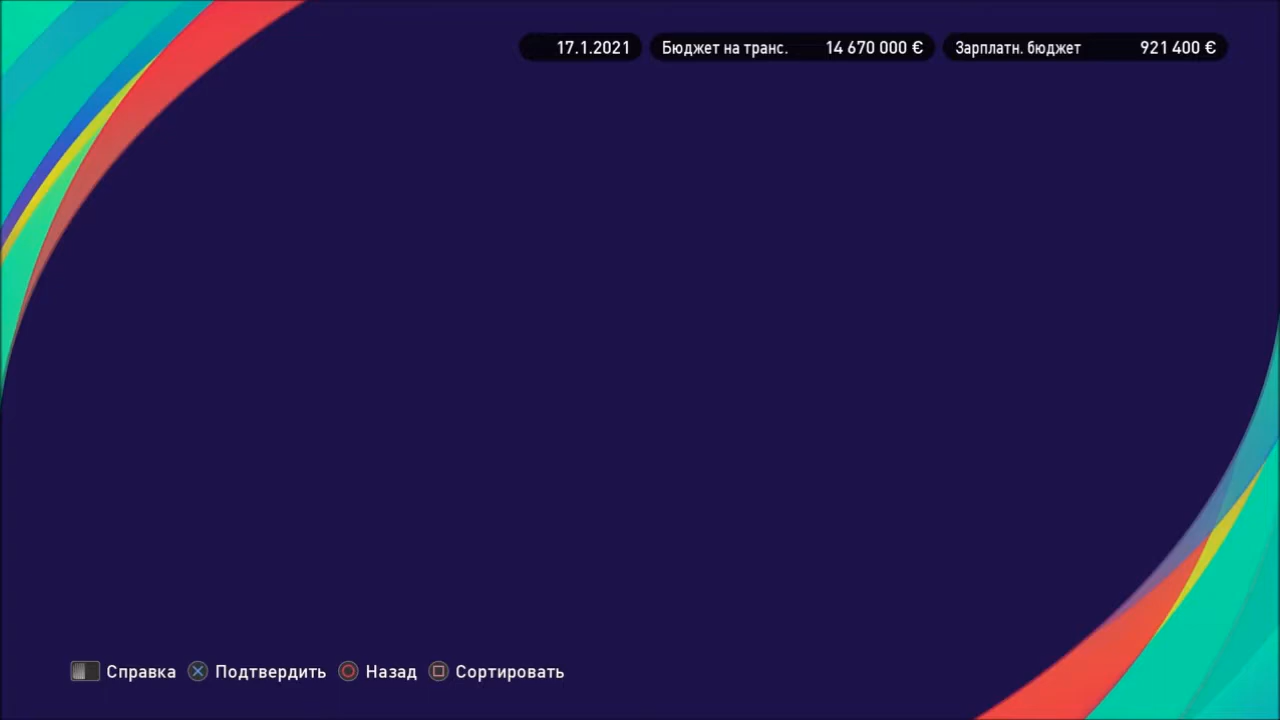 17.1.2021 Бюджет на транс. 14 670 000 € Зарплатн. бюджет 921 400 €
Справка Подтвердить Назад Сортировать